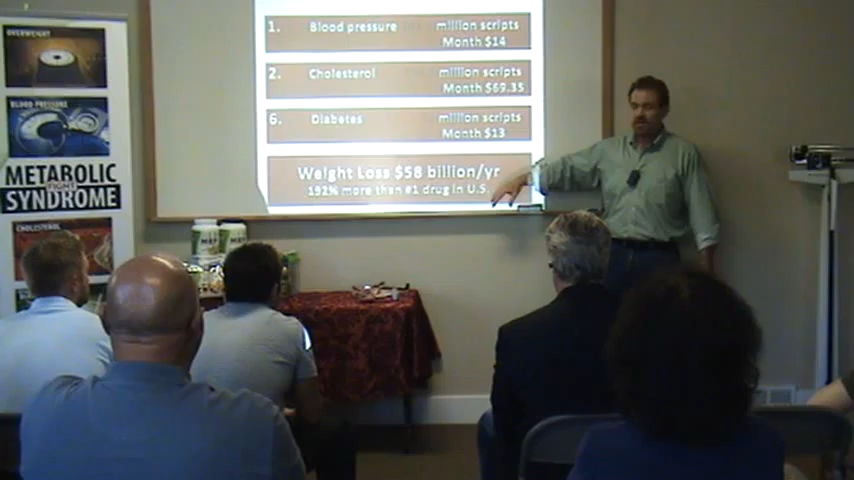 OVERWEIGHT
BLOOD PRESSURE
METABOLIC
FIGHT
SYNDROME
CHOLESTEROL
1. Blood pressure million scripts
Month $14
2. Cholesterol million scripts
Month $69.35
6. Diabetes million scripts
Month $13
Weight Loss $58 billion/yr
192% more than #1 drug in U.S.